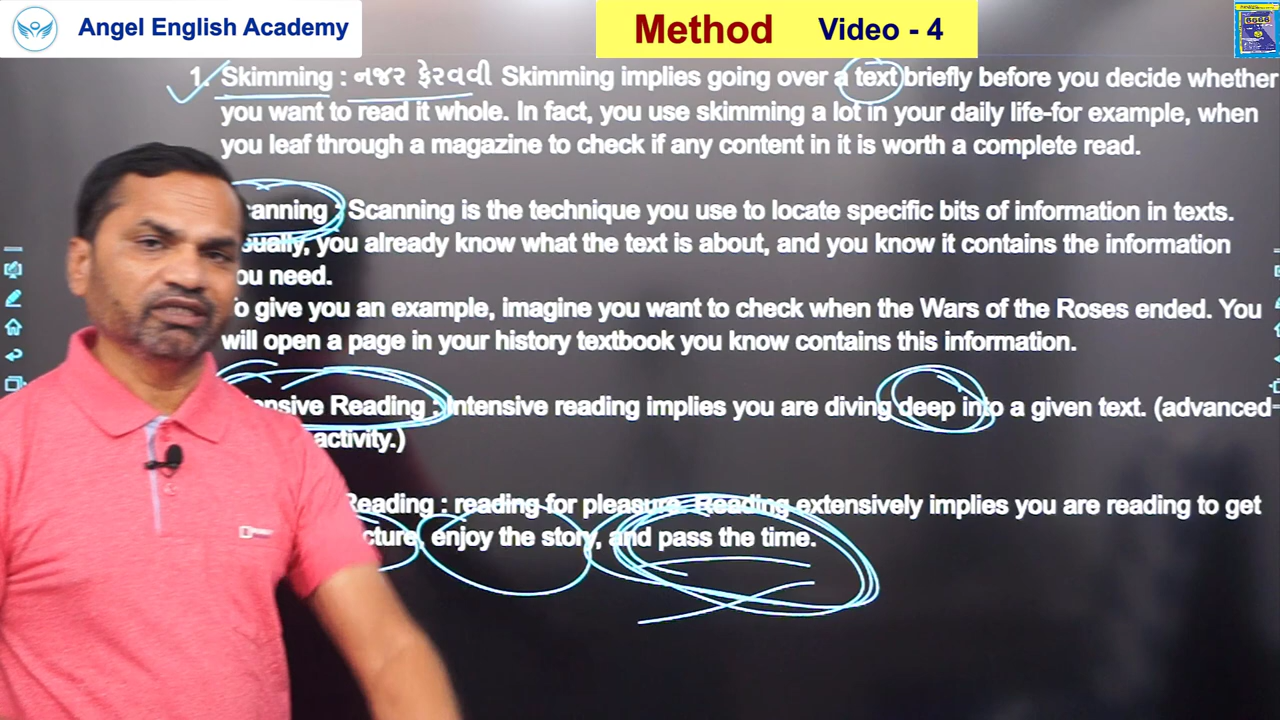 Angel English Academy
Method Video - 4
1. Skimming : નજર ફેરવવી Skimming implies going over a text briefly before you decide whether
you want to read it whole. In fact, you use skimming a lot in your daily life-for example, when
you leaf through a magazine to check if any content in it is worth a complete read.
canning : Scanning is the technique you use to locate specific bits of information in texts.
sually, you already know what the text is about, and you know it contains the information
ou need.
o give you an example, imagine you want to check when the Wars of the Roses ended. You
will open a page in your history textbook you know contains this information.
ensive Reading : Intensive reading implies you are diving deep into a given text. (advanced
activity.)
Reading : reading for pleasure. Reading extensively implies you are reading to get
cture, enjoy the story, and pass the time.